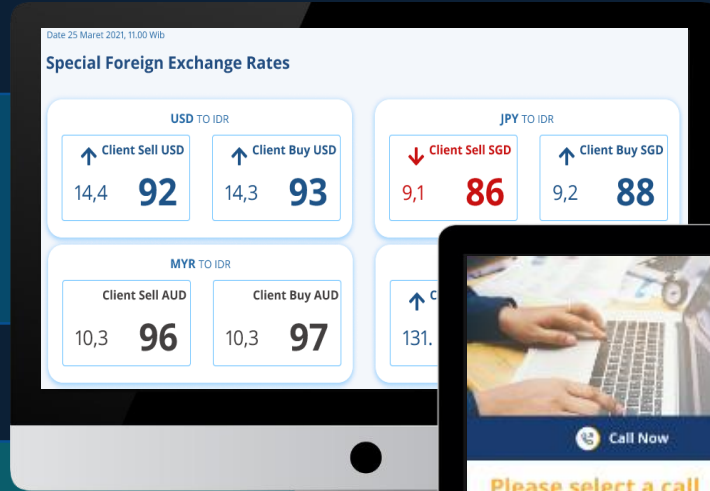 Date 25 Maret 2021, 11.00 Wib
Special Foreign Exchange Rates
USD TO IDR
Client Sell USD
14,4 92
Client Buy USD
14,3 93
JPY TO IDR
Client Sell SGD
9,1 86
Client Buy SGD
9,2 88
MYR TO IDR
Client Sell AUD
10,3 96
Client Buy AUD
10,3 97
131.
Call Now
Please select a call